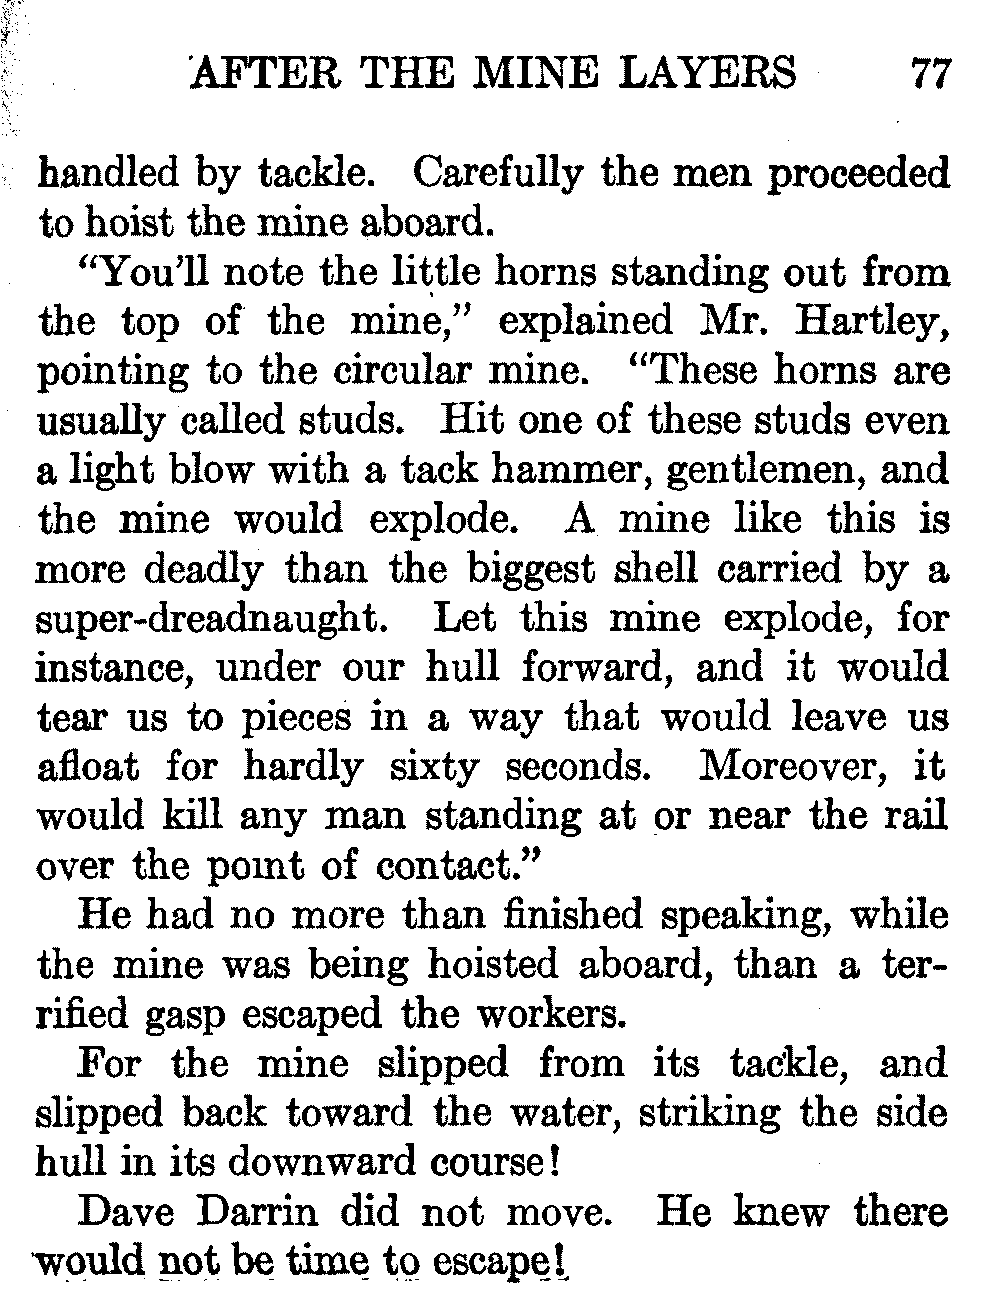 AFTER THE MINE LAYERS 77
handled by tackle. Carefully the men proceeded
to hoist the mine aboard.
"You'll note the little horns standing out from
the top of the mine," explained Mr. Hartley,
pointing to the circular mine. "These horns are
usually called studs. Hit one of these studs even
a light blow with a tack hammer, gentlemen, and
the mine would explode. A mine like this is
more deadly than the biggest shell carried by a
super-dreadnaught. Let this mine explode, for
instance, under our hull forward, and it would
tear us to pieces in a way that would leave us
afloat for hardly sixty seconds. Moreover, it
would kill any man standing at or near the rail
over the point of contact."
He had no more than finished speaking, while
the mine was being hoisted aboard, than a ter-
rified gasp escaped the workers.
For the mine slipped from its tackle, and
slipped back toward the water, striking the side
hull in its downward course!
Dave Darrin did not move. He knew there
would not be time to escape!